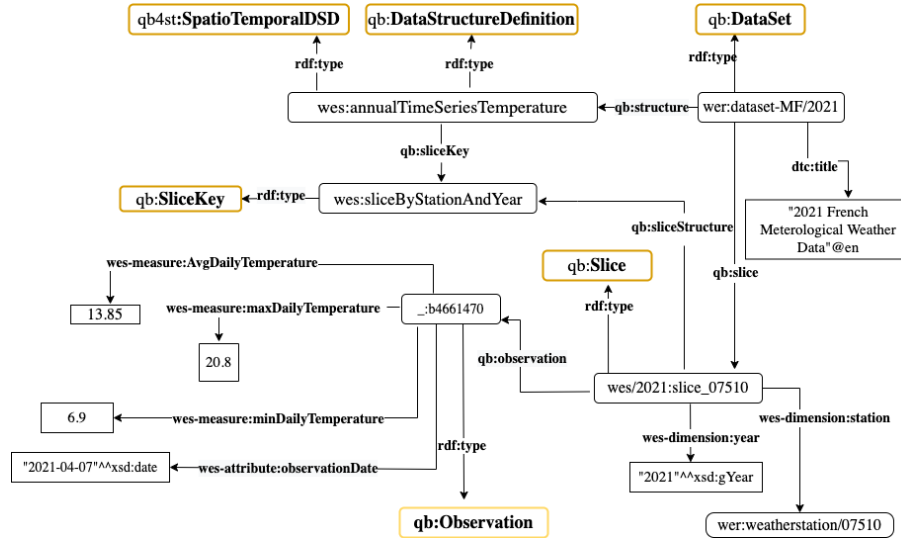 qb4st:SpatioTemporalDSD
qb:DataStructureDefinition
qb:DataSet
rdf:type
rdf:type
rdf:type
wes:annualTimeSeriesTemperature
qb:structure
wer:dataset-MF/2021
qb:sliceKey
dtc:title
qb:SliceKey
rdf:type
wes:sliceByStationAndYear
"2021 French
Meterological Weather
Data"@en
qb:sliceStructure
wes-measure:AvgDailyTemperature
qb:Slice
qb:slice
13.85
wes-measure:maxDailyTemperature
_:b4661470
rdf:type
20.8
qb:observation
wes/2021:slice_07510
6.9
wes-measure:minDailyTemperature
wes-dimension:station
rdf:type
wes-dimension:year
"2021-04-07"^^xsd:date
wes-attribute:observationDate
"2021"^^xsd:gYear
qb:Observation
wer:weatherstation/07510